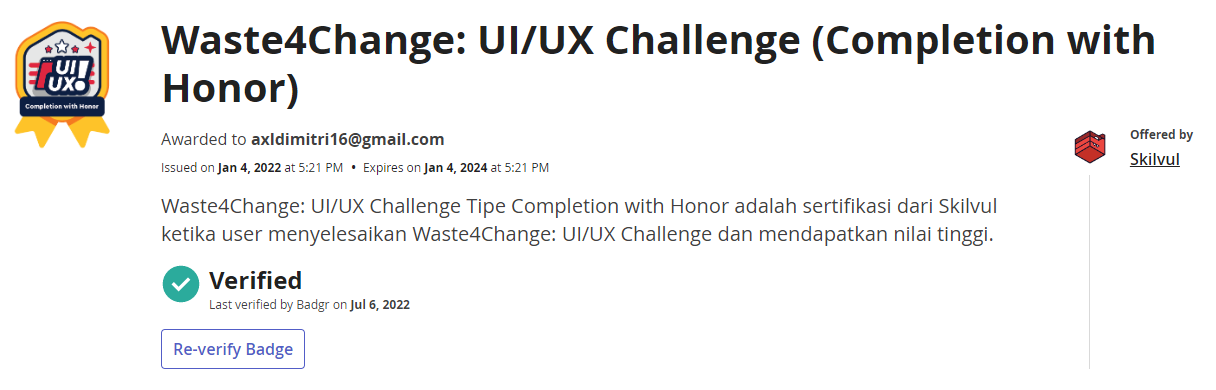 UI
UX!
Completion with Honor
Waste4Change: UI/UX Challenge (Completion with
Honor)
Awarded to axldimitri16@gmail.com
Issued on Jan 4, 2022 at 5:21 PM • Expires on Jan 4, 2024 at 5:21 PM
Offered by
Skilvul
Waste4Change: UI/UX Challenge Tipe Completion with Honor adalah sertifikasi dari Skilvul
ketika user menyelesaikan Waste4Change: UI/UX Challenge dan mendapatkan nilai tinggi.
Verified
Last verified by Badgr on Jul 6, 2022
Re-verify Badge